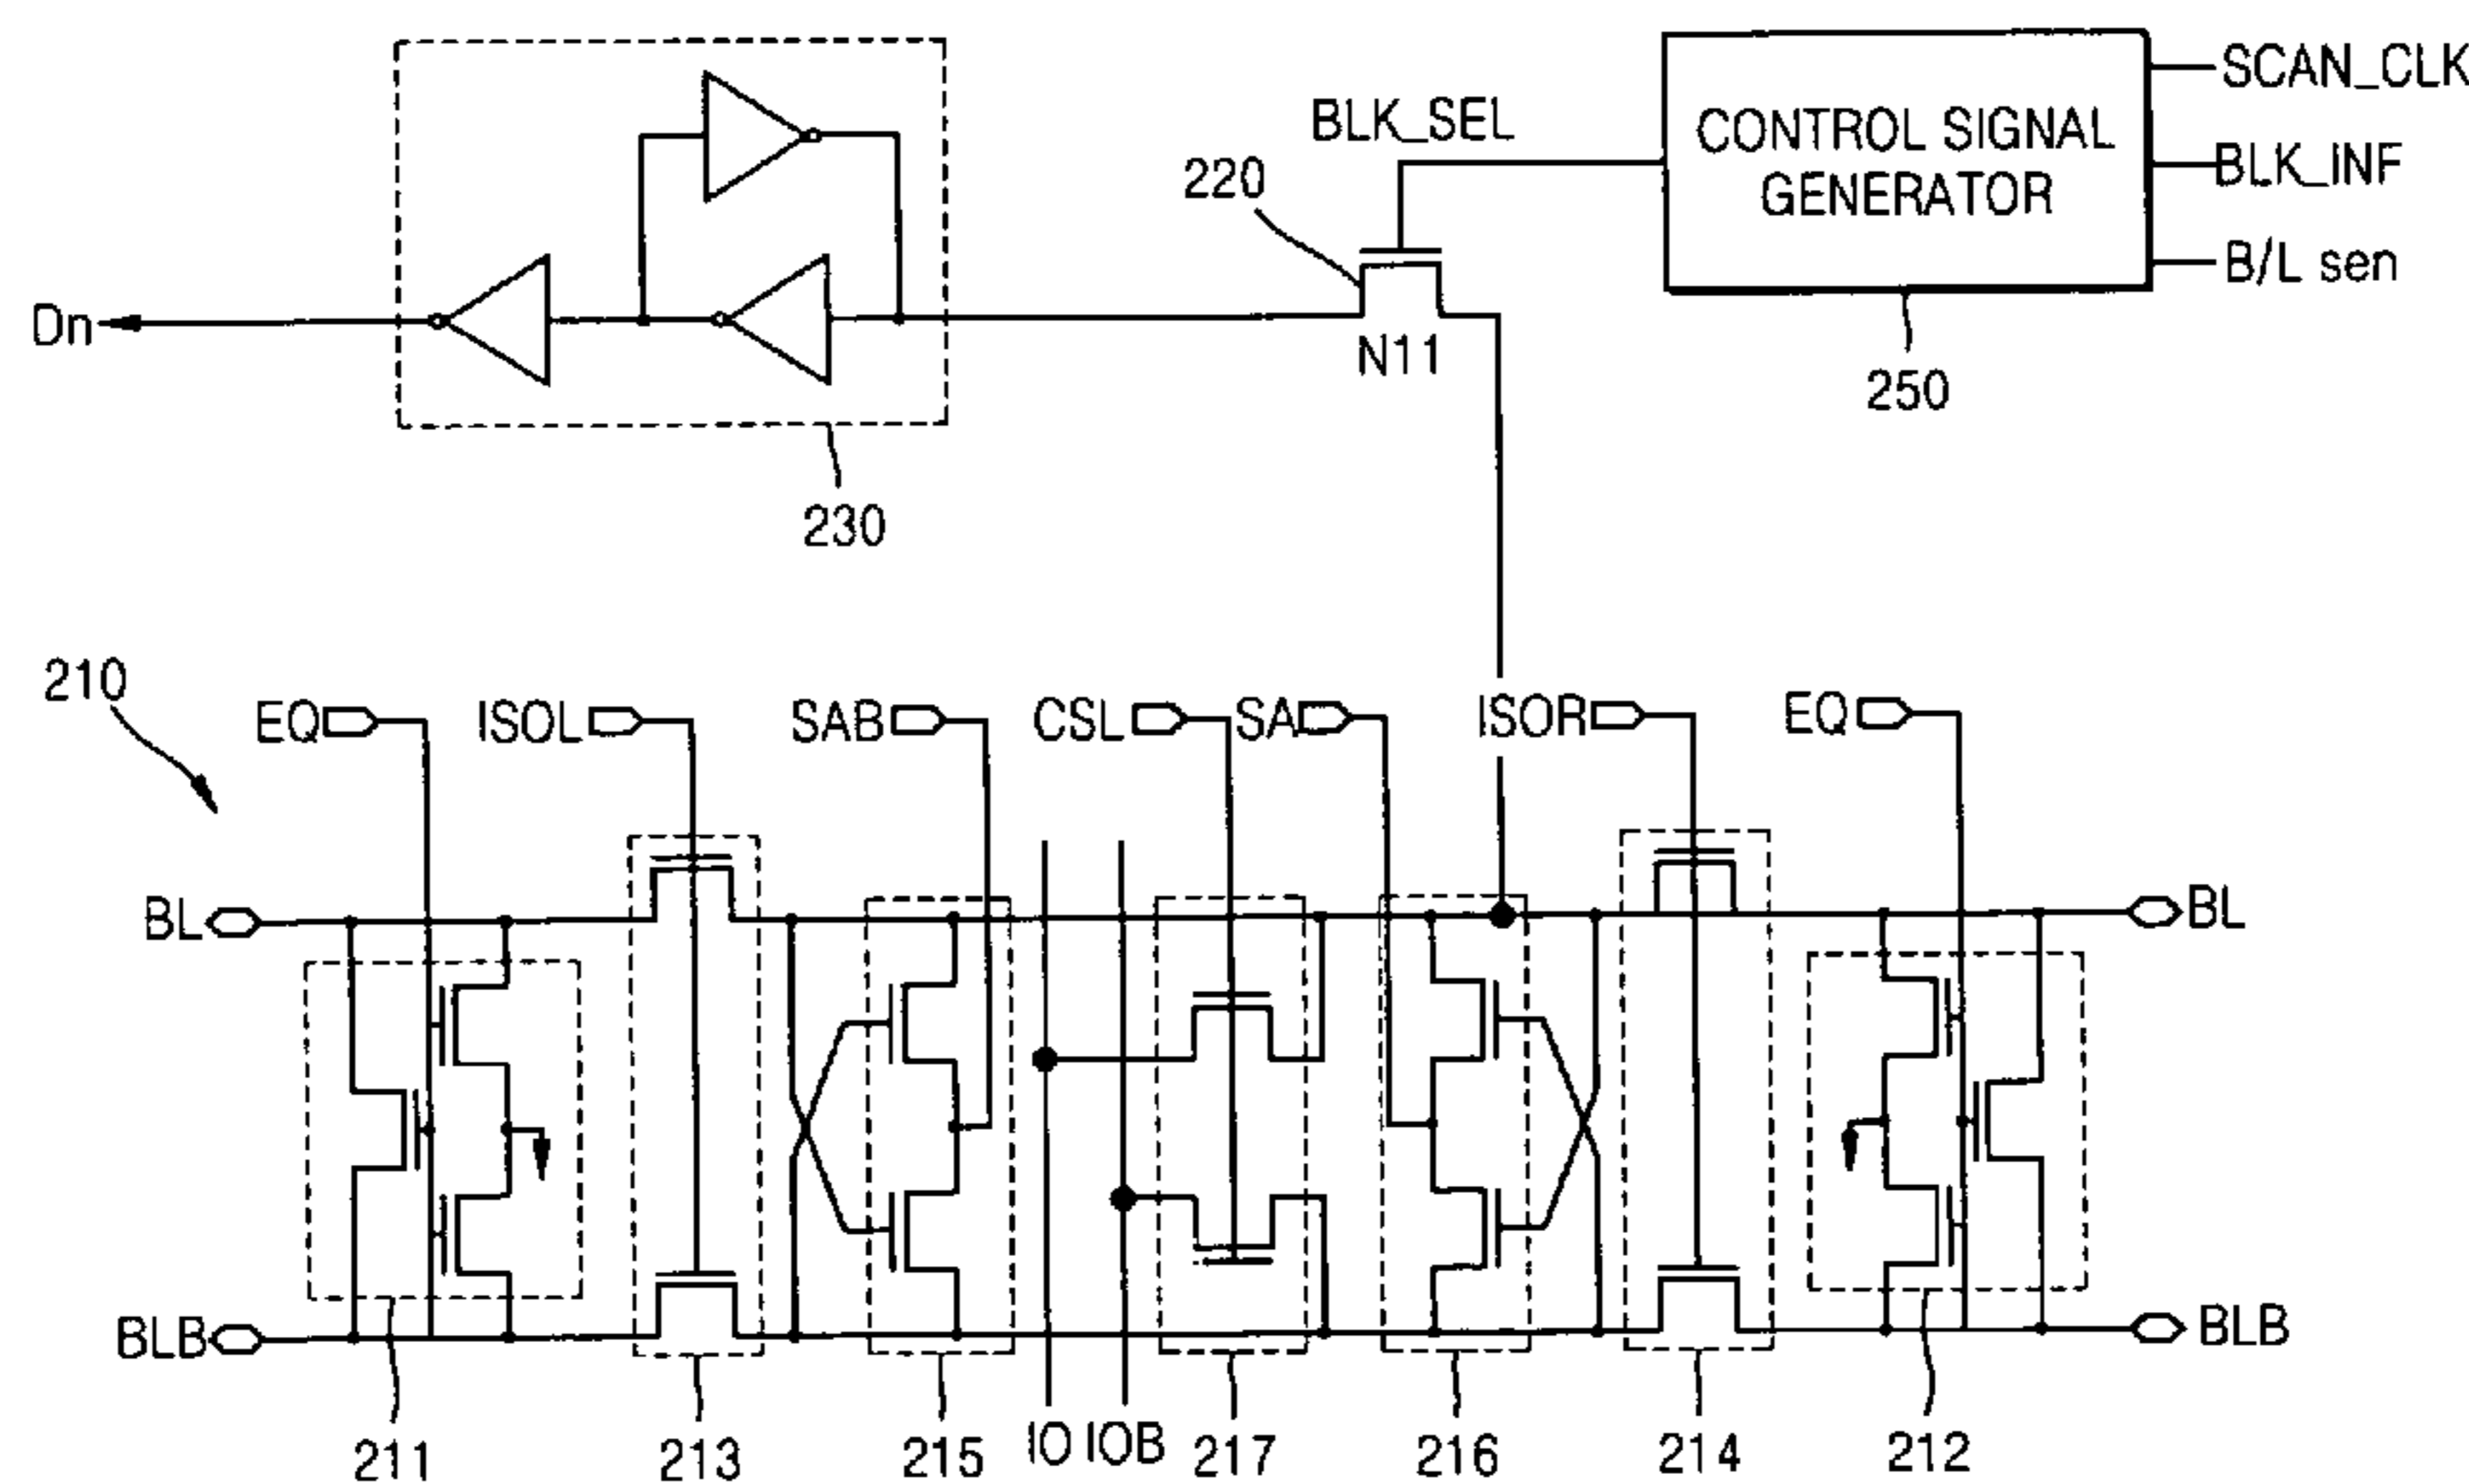 SCAN_CLK
BLK_SEL
CONTROL SIGNAL
GENERATOR
BLK_INF
220
B/L sen
Dn
N11
250
230
210
EQ
ISOL
SAB
CSL
SA
ISOR
EQ
BL
BL
BLB
BLB
211
213
215
IO
IOB
217
216
214
212